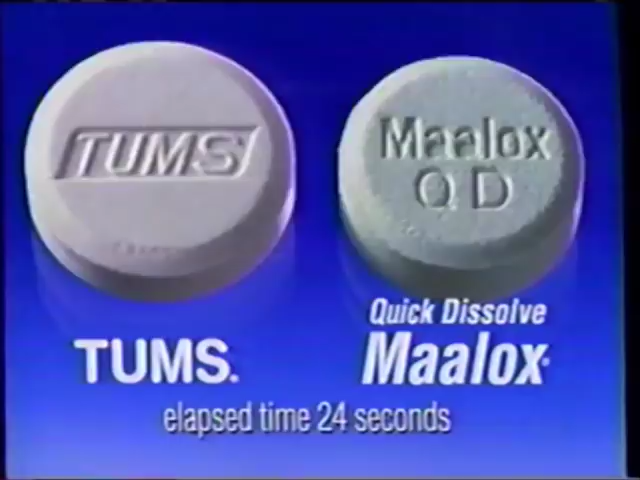 TUMS
Maalox
QD
TUMS.
Quick Dissolve
Maalox
elapsed time 24 seconds